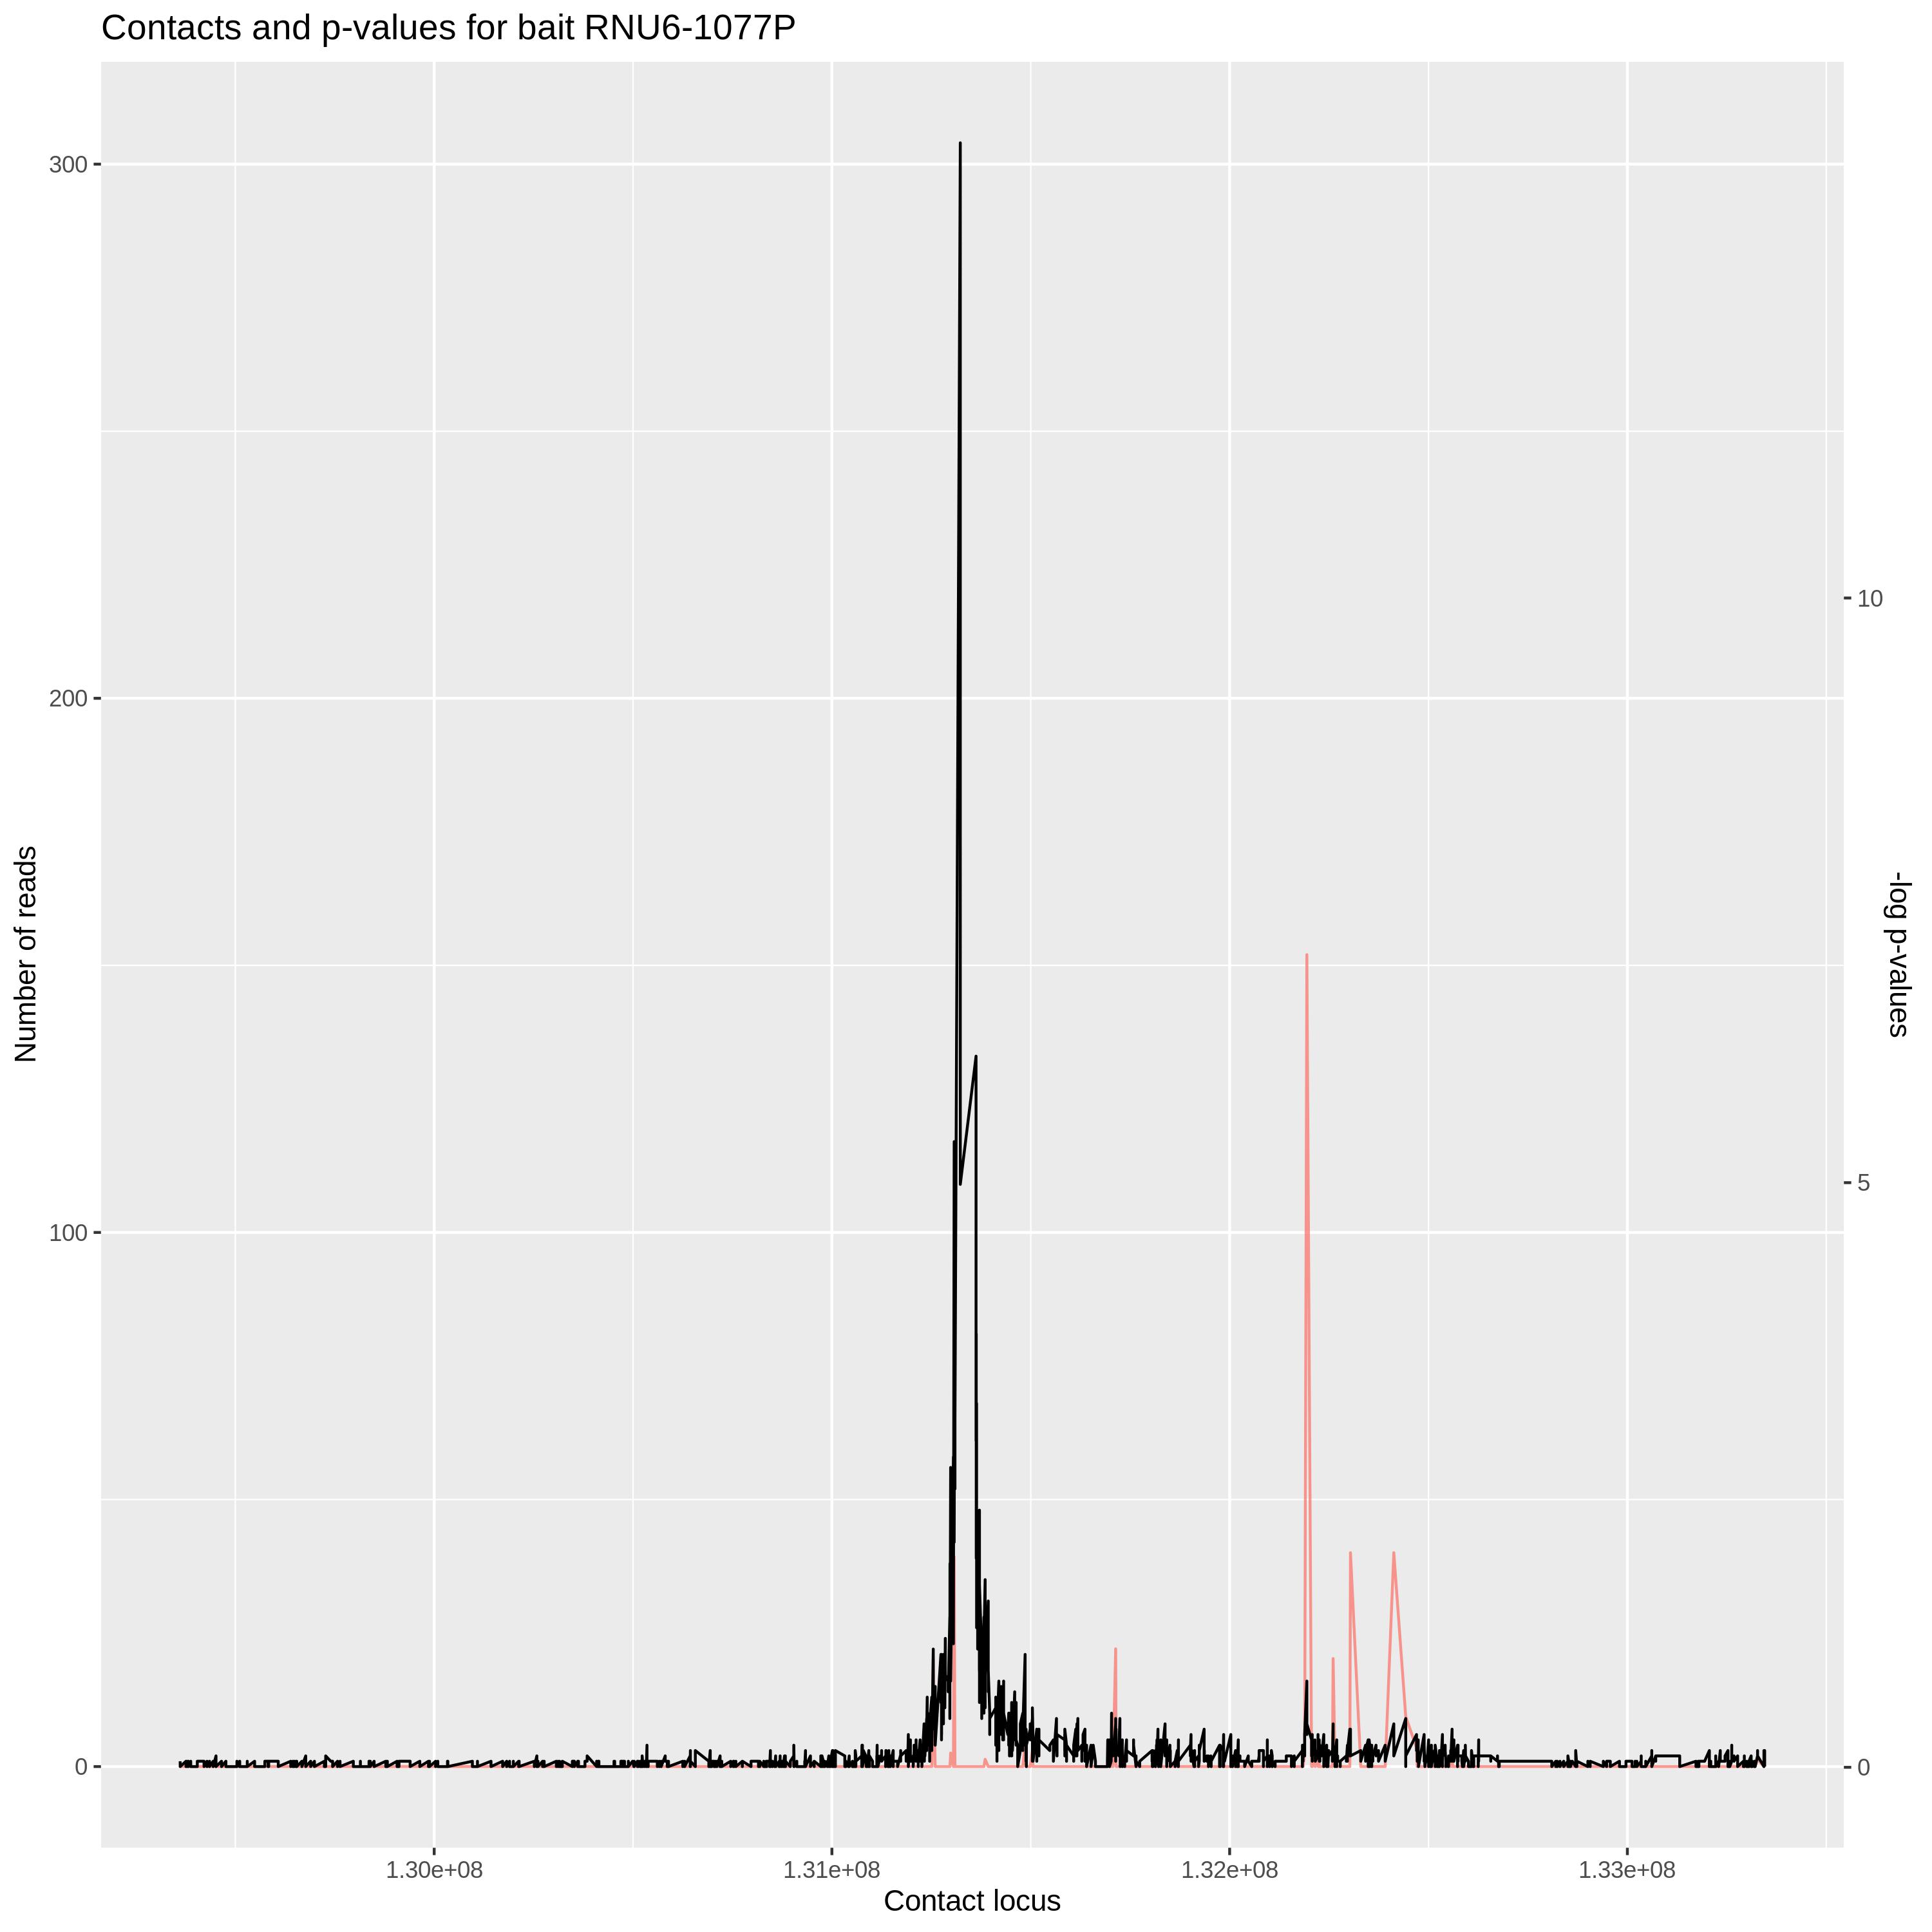 Contacts and p-values for bait RNU6-1077P
300
200
100
0
Number of reads
10
5
0
-log p-values
1.30e+08
1.31e+08
1.32e+08
1.33e+08
Contact locus